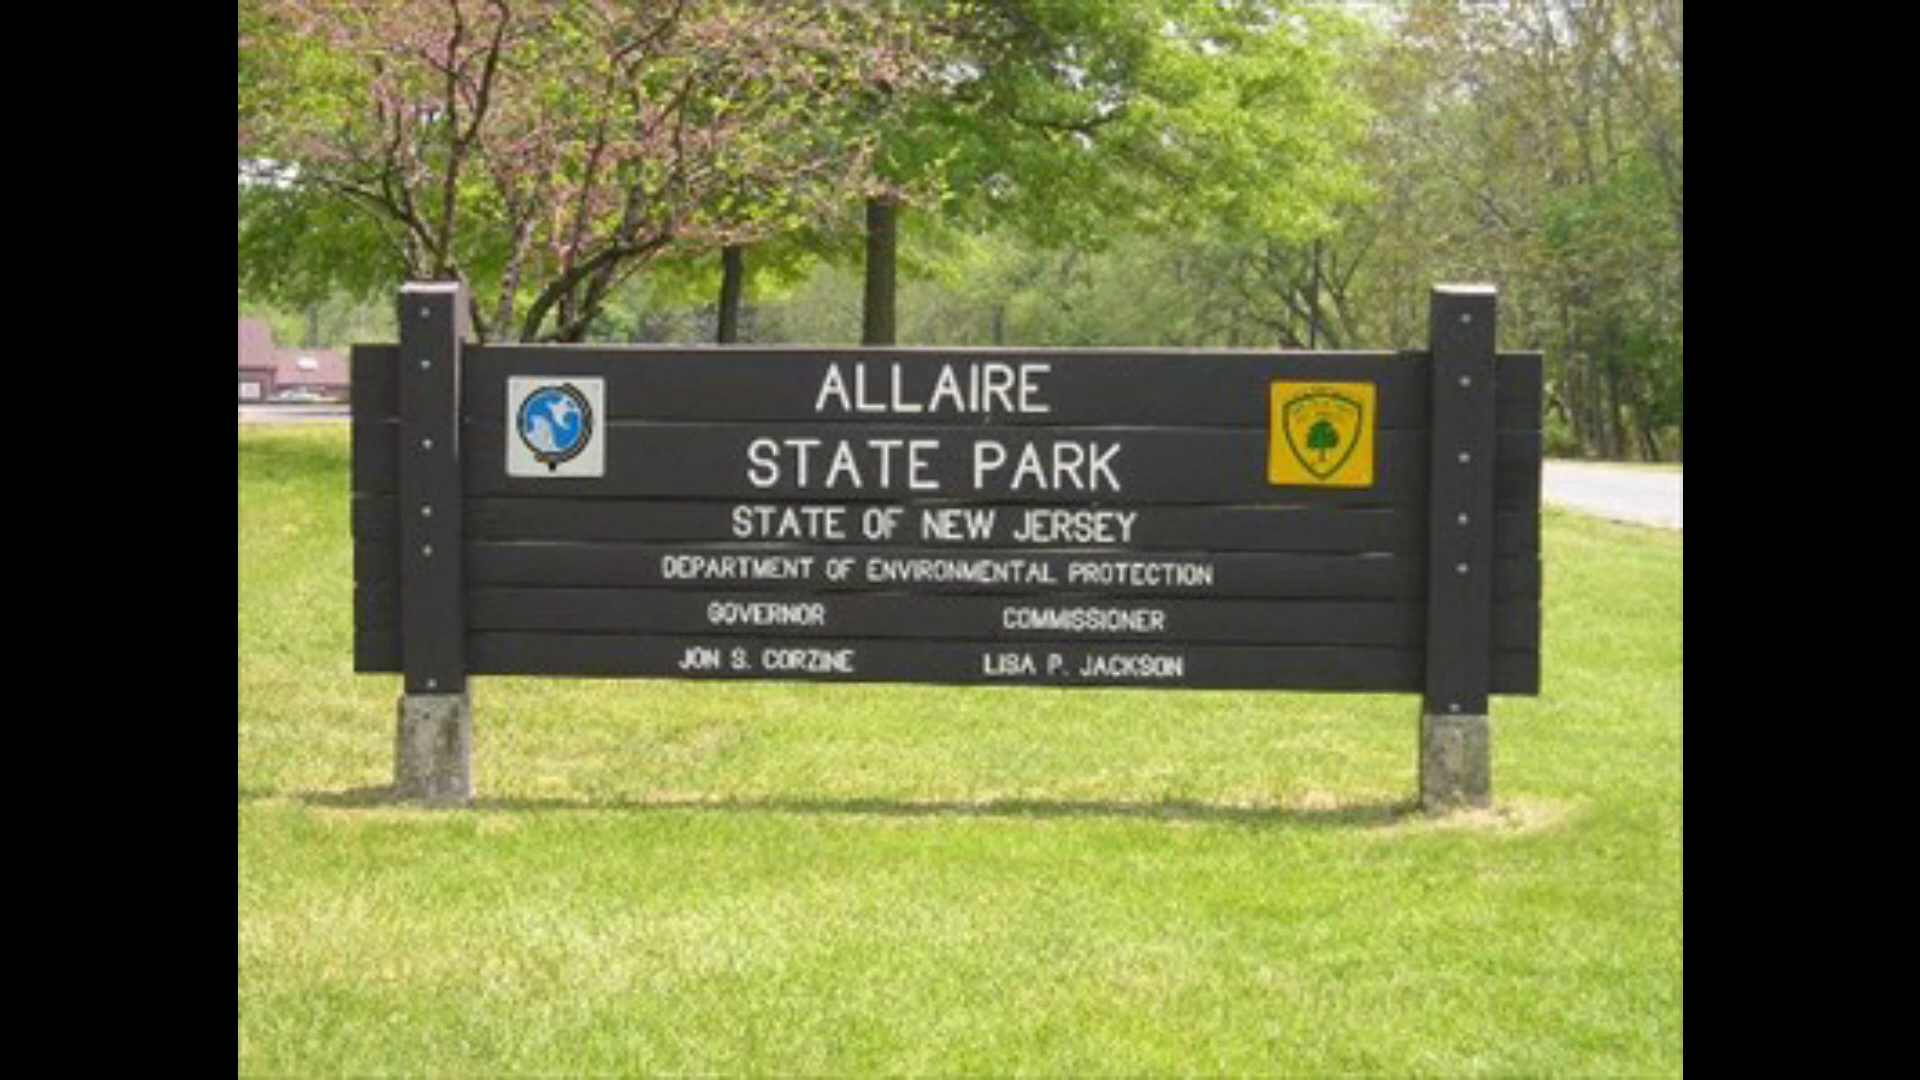 ALLAIRE
STATE PARK
STATE OF NEW JERSEY
DEPARTMENT OF ENVIRONMENTAL PROTECTION
GOVERNOR COMMISSIONER
JON S. CORZINE LISA P. JACKSON